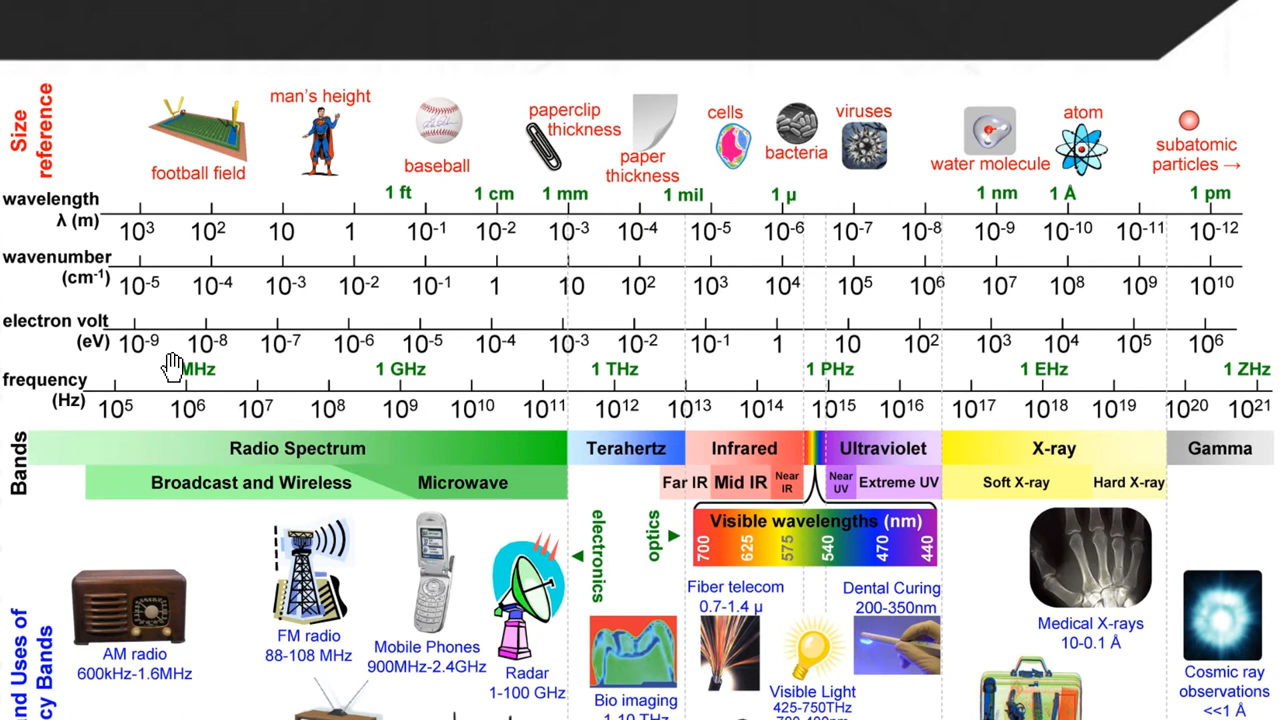 Size
reference
football field
man's height
baseball
paperclip
thickness
paper
thickness
cells
bacteria
viruses
water molecule
atom
subatomic
particles →
1 ft
1 cm
1 mm
1 mil
1 µ
1 nm
1 Å
1 pm
wavelength
λ (m)
10³ 10² 10 1 10⁻¹ 10⁻² 10⁻³ 10⁻⁴ 10⁻⁵ 10⁻⁶ 10⁻⁷ 10⁻⁸ 10⁻⁹ 10⁻¹⁰ 10⁻¹¹ 10⁻¹²
wavenumber
(cm⁻¹)
10⁻⁵ 10⁻⁴ 10⁻³ 10⁻² 10⁻¹ 1 10 10² 10³ 10⁴ 10⁵ 10⁶ 10⁷ 10⁸ 10⁹ 10¹⁰
electron volt
(eV)
10⁻⁹ 10⁻⁸ 10⁻⁷ 10⁻⁶ 10⁻⁵ 10⁻⁴ 10⁻³ 10⁻² 10⁻¹ 1 10 10² 10³ 10⁴ 10⁵ 10⁶
MHz
1 GHz
1 THz
1 PHz
1 EHz
1 ZHz
frequency
(Hz)
10⁵ 10⁶ 10⁷ 10⁸ 10⁹ 10¹⁰ 10¹¹ 10¹² 10¹³ 10¹⁴ 10¹⁵ 10¹⁶ 10¹⁷ 10¹⁸ 10¹⁹ 10²⁰ 10²¹
Bands
Radio Spectrum
Terahertz
Infrared
Ultraviolet
X-ray
Gamma
Broadcast and Wireless
Microwave
Far IR
Mid IR
Near
IR
Near
UV
Extreme UV
Soft X-ray
Hard X-ray
electronics
optics
Visible wavelengths (nm)
700 625 575 540 470 440
nd Uses of
cy Bands
AM radio
600kHz-1.6MHz
FM radio
88-108 MHz
Mobile Phones
900MHz-2.4GHz
Radar
1-100 GHz
Bio imaging
1-10 THz
Fiber telecom
0.7-1.4 µ
Visible Light
425-750THz
700-400nm
Dental Curing
200-350nm
Medical X-rays
10-0.1 Å
Cosmic ray
observations
<<1 Å